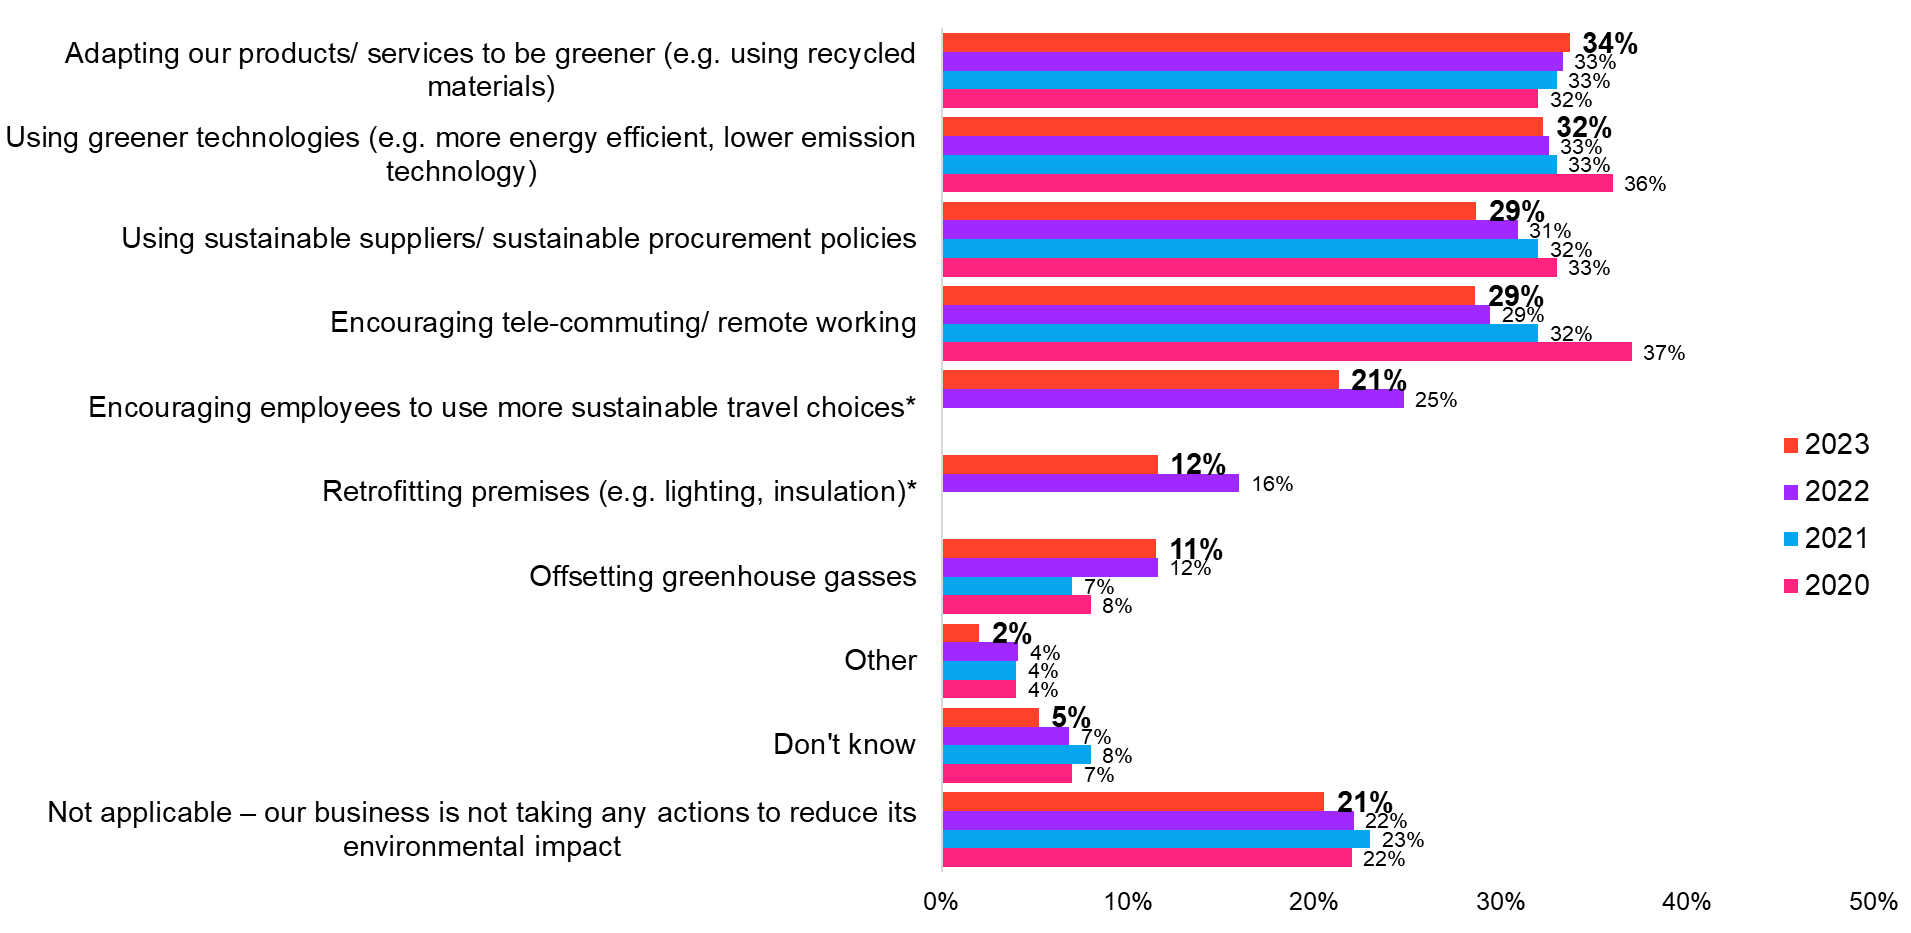 Adapting our products/ services to be greener (e.g. using recycled
materials)
34%
33%
33%
32%
Using greener technologies (e.g. more energy efficient, lower emission
technology)
32%
33%
33%
36%
Using sustainable suppliers/ sustainable procurement policies
29%
31%
32%
33%
Encouraging tele-commuting/ remote working
29%
29%
32%
37%
Encouraging employees to use more sustainable travel choices*
21%
25%
Retrofitting premises (e.g. lighting, insulation)*
12%
16%
Offsetting greenhouse gasses
11%
12%
7%
8%
Other
2%
4%
4%
4%
Don't know
5%
7%
8%
7%
Not applicable – our business is not taking any actions to reduce its
environmental impact
21%
22%
23%
22%
2023
2022
2021
2020
0% 10% 20% 30% 40% 50%